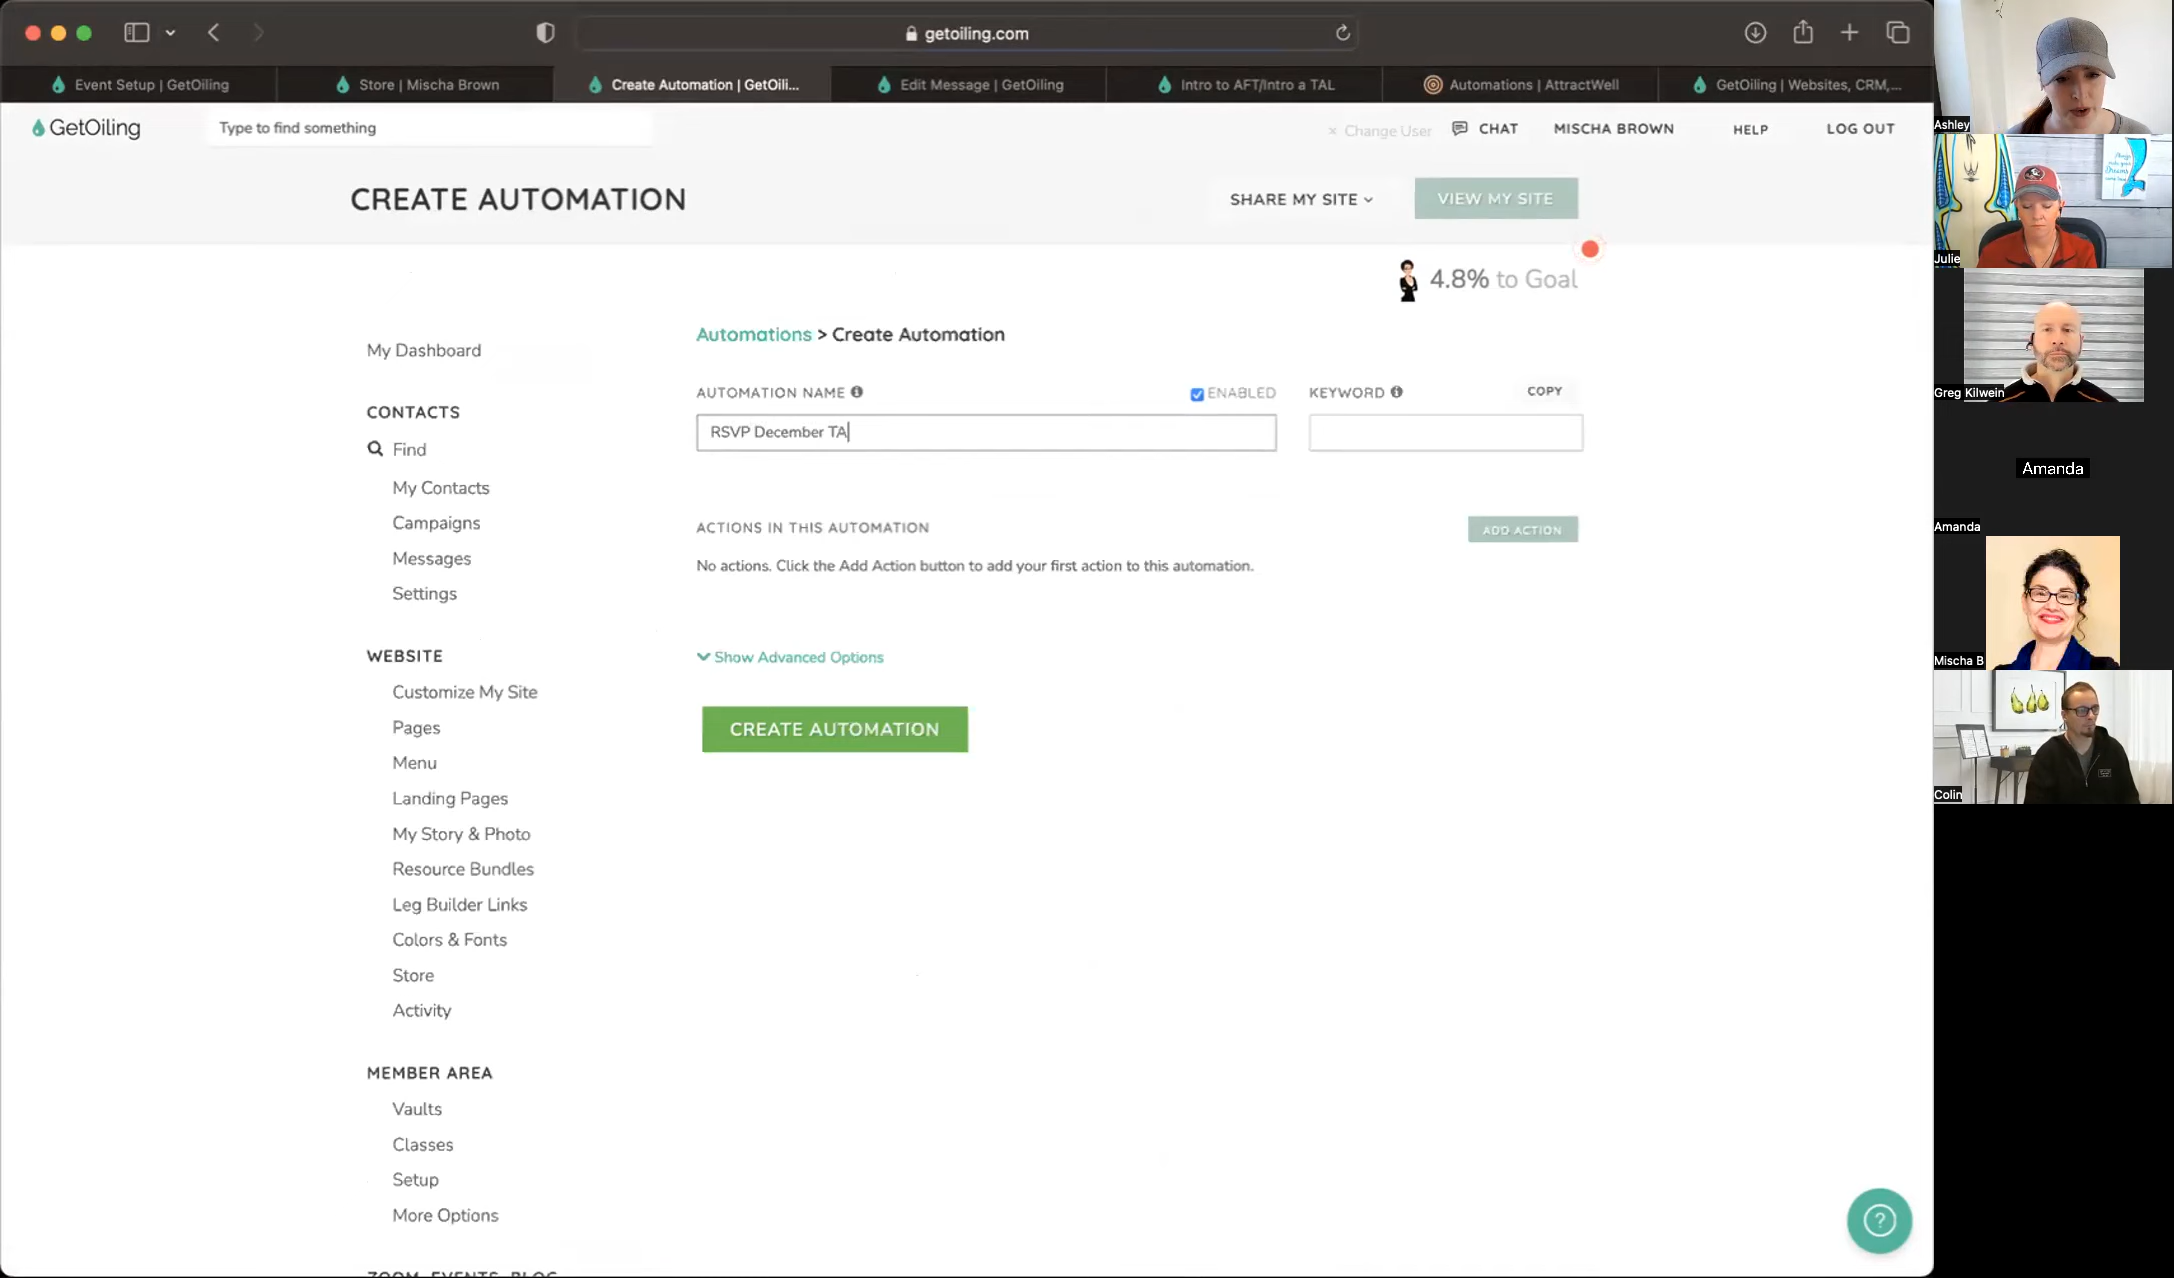 getoiling.com
Event Setup | GetOiling
Store | Mischa Brown
Create Automation | GetOili...
Edit Message | GetOiling
Intro to AFT/Intro a TAL
Automations | AttractWell
GetOiling | Websites, CRM,...
GetOiling
Type to find something
× Change User
CHAT
MISCHA BROWN
HELP
LOG OUT
CREATE AUTOMATION
SHARE MY SITE
VIEW MY SITE
4.8% to Goal
My Dashboard
CONTACTS
Find
My Contacts
Campaigns
Messages
Settings
WEBSITE
Customize My Site
Pages
Menu
Landing Pages
My Story & Photo
Resource Bundles
Leg Builder Links
Colors & Fonts
Store
Activity
MEMBER AREA
Vaults
Classes
Setup
More Options
ZOOM, EVENTS, BLOG
Automations > Create Automation
AUTOMATION NAME
ENABLED
KEYWORD
COPY
RSVP December TA
ACTIONS IN THIS AUTOMATION
ADD ACTION
No actions. Click the Add Action button to add your first action to this automation.
Show Advanced Options
CREATE AUTOMATION
?
Ashley
Julie
Greg Kilwein
Amanda
Amanda
Mischa B
Colin